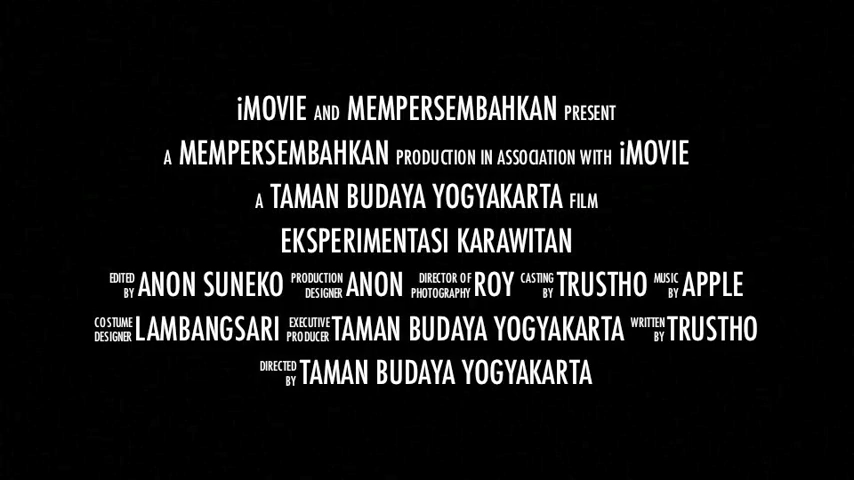 iMOVIE AND MEMPERSEMBAHKAN PRESENT
A MEMPERSEMBAHKAN PRODUCTION IN ASSOCIATION WITH iMOVIE
A TAMAN BUDAYA YOGYAKARTA FILM
EKSPERIMENTASI KARAWITAN
EDITED BY ANON SUNEKO PRODUCTION DESIGNER ANON DIRECTOR OF PHOTOGRAPHY ROY CASTING BY TRUSTHO MUSIC BY APPLE
COSTUME DESIGNER LAMBANGSARI EXECUTIVE PRODUCER TAMAN BUDAYA YOGYAKARTA WRITTEN BY TRUSTHO
DIRECTED BY TAMAN BUDAYA YOGYAKARTA